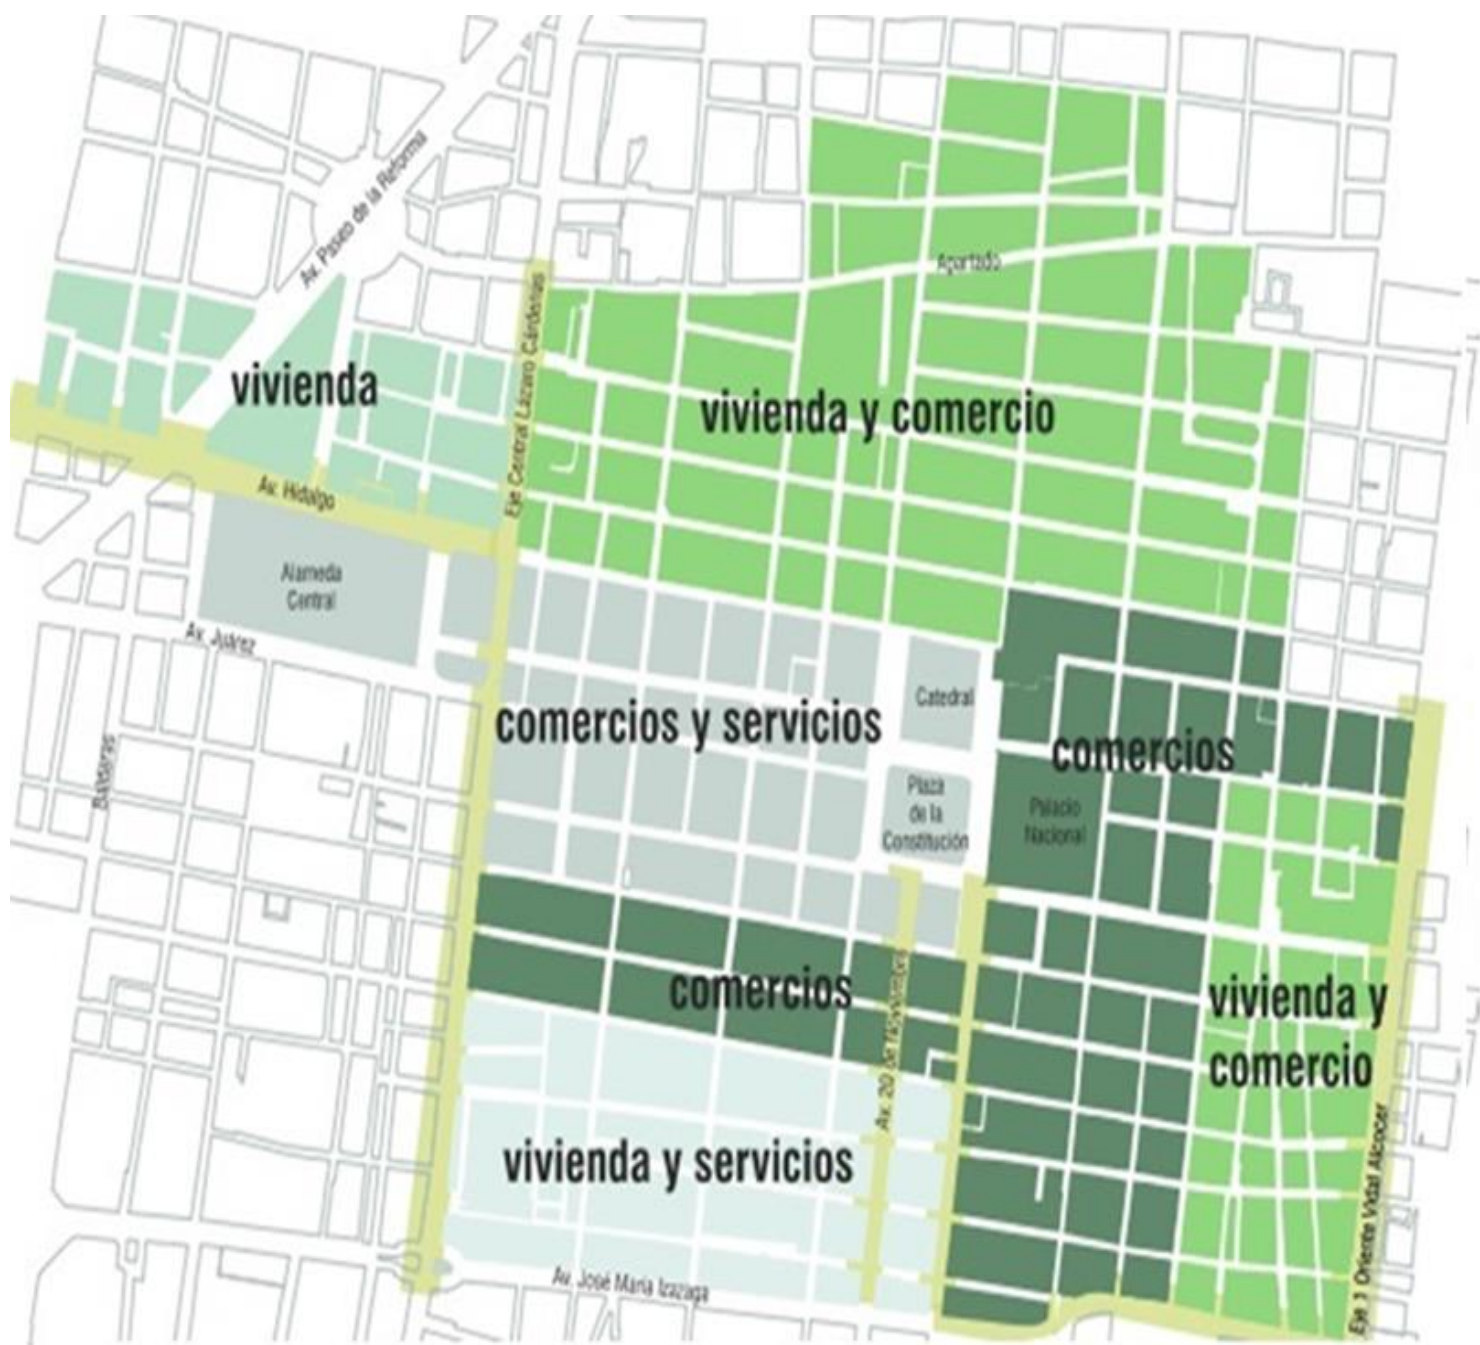 Av. Paseo de la Reforma
Apartado
Eje Central Lázaro Cárdenas
vivienda
vivienda y comercio
Av. Hidalgo
Alameda
Central
Av. Juárez
Catedral
comercios y servicios
comercios
Balderas
Plaza
de la
Constitución
Palacio
Nacional
comercios
Av. 20 de Noviembre
vivienda y
comercio
vivienda y servicios
Eje 1 Oriente Vidal Alcocer
Av. José María Izazaga